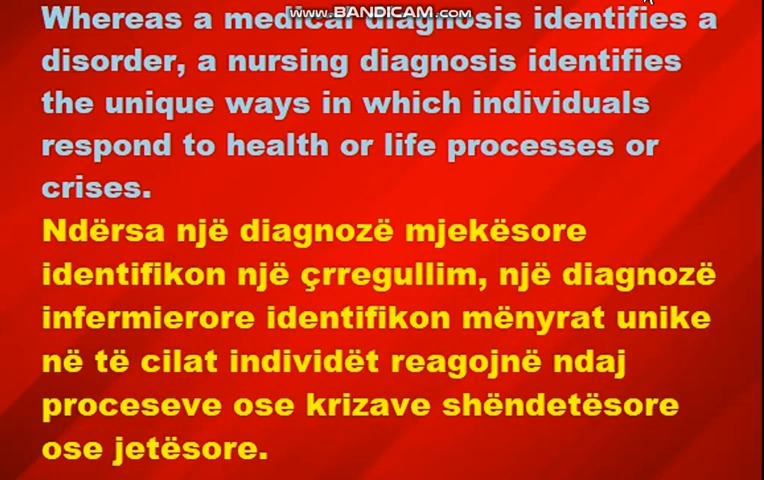 www.BANDICAM.com
Whereas a medical diagnosis identifies a
disorder, a nursing diagnosis identifies
the unique ways in which individuals
respond to health or life processes or
crises.
Ndërsa një diagnozë mjekësore
identifikon një çrregullim, një diagnozë
infermierore identifikon mënyrat unike
në të cilat individët reagojnë ndaj
proceseve ose krizave shëndetësore
ose jetësore.